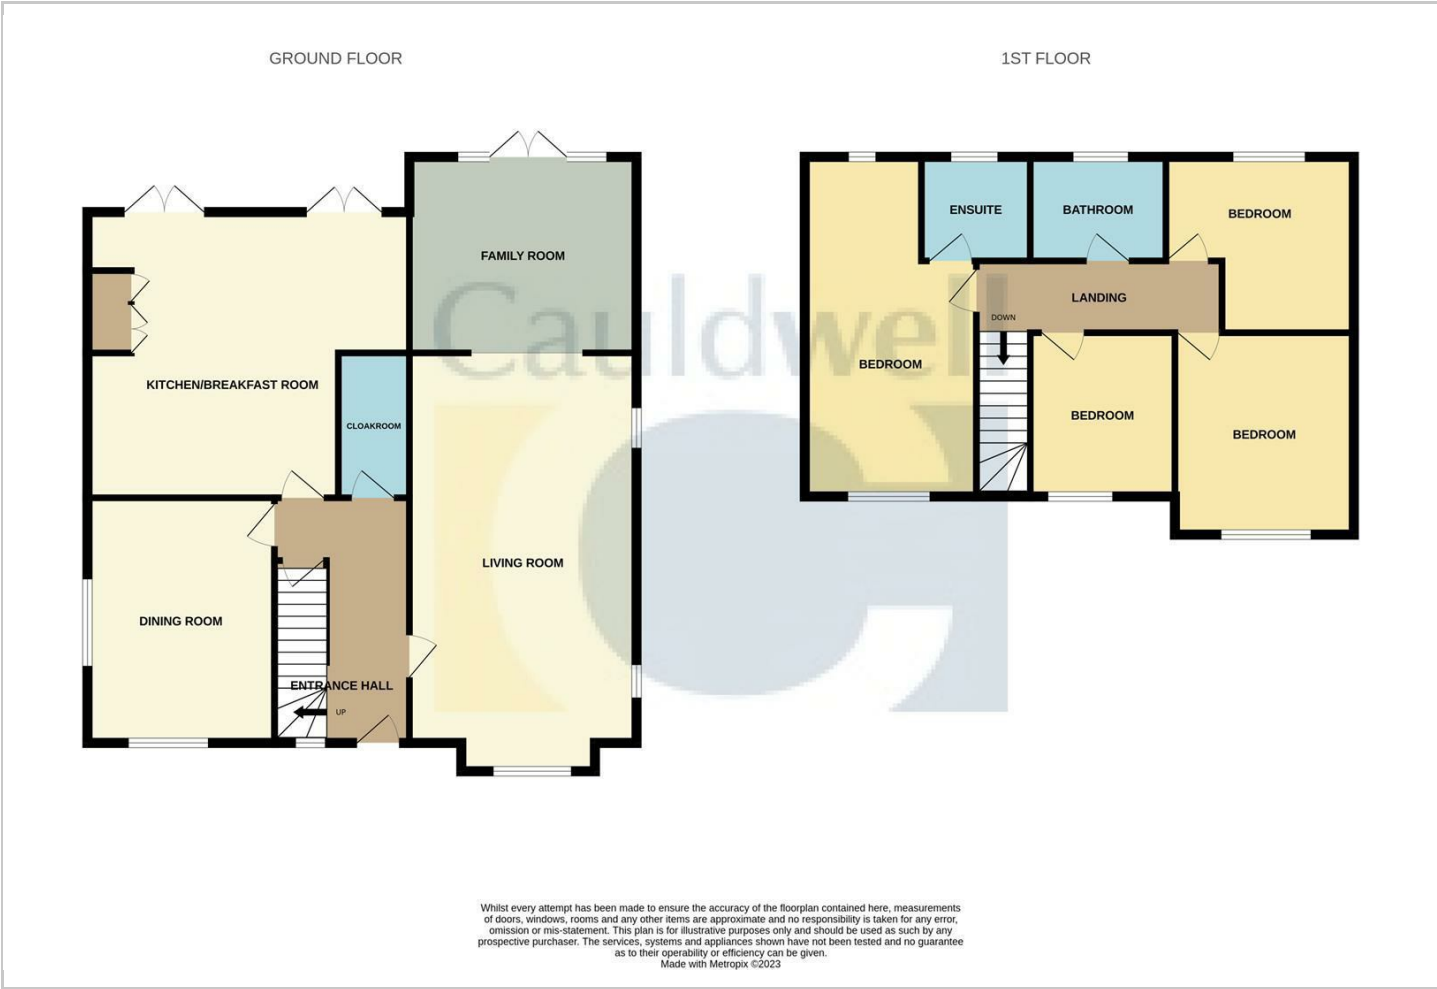 GROUND FLOOR
1ST FLOOR
FAMILY ROOM
KITCHEN/BREAKFAST ROOM
CLOAKROOM
LIVING ROOM
DINING ROOM
ENTRANCE HALL
UP
ENSUITE
BATHROOM
BEDROOM
LANDING
DOWN
BEDROOM
BEDROOM
BEDROOM
Cauldwell
Whilst every attempt has been made to ensure the accuracy of the floorplan contained here, measurements
of doors, windows, rooms and any other items are approximate and no responsibility is taken for any error,
omission or mis-statement. This plan is for illustrative purposes only and should be used as such by any
prospective purchaser. The services, systems and appliances shown have not been tested and no guarantee
as to their operability or efficiency can be given.
Made with Metropix ©2023